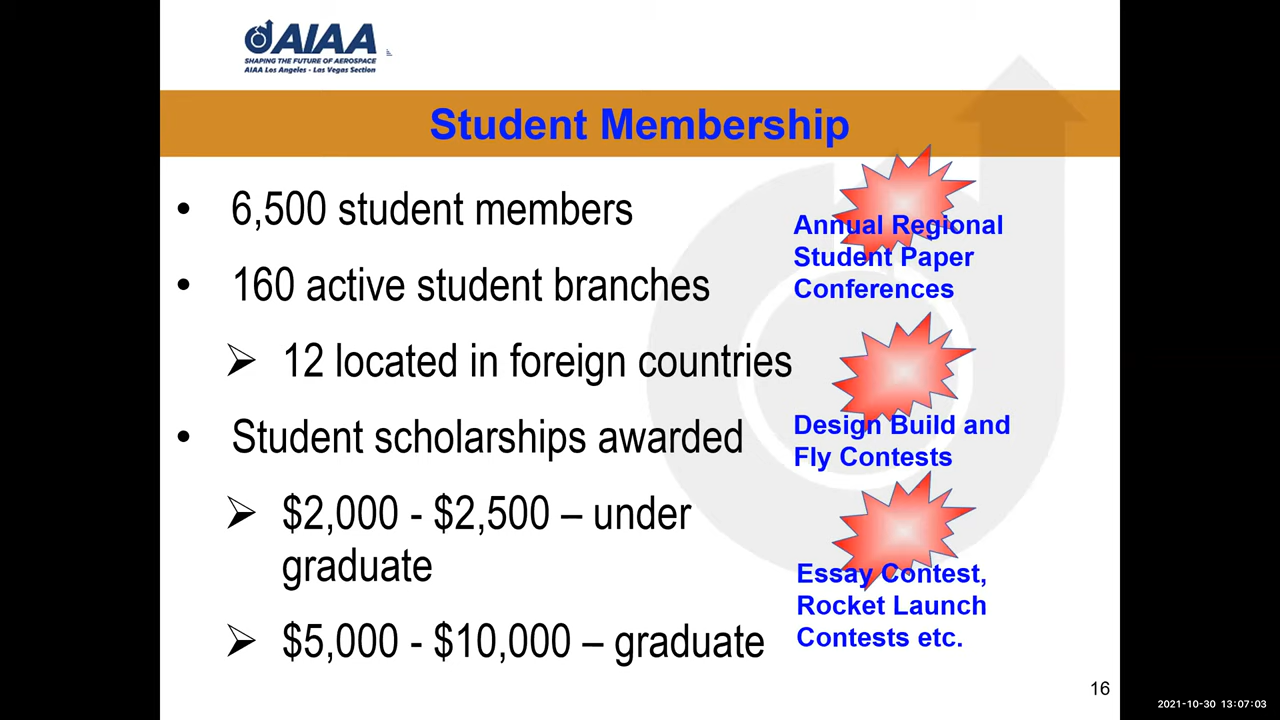 AIAA
SHAPING THE FUTURE OF AEROSPACE
AIAA Los Angeles - Las Vegas Section
Student Membership
• 6,500 student members
• 160 active student branches
➢ 12 located in foreign countries
• Student scholarships awarded
➢ $2,000 - $2,500 – under
graduate
➢ $5,000 - $10,000 – graduate
Annual Regional
Student Paper
Conferences
Design Build and
Fly Contests
Essay Contest,
Rocket Launch
Contests etc.
16
2021-10-30 13:07:03